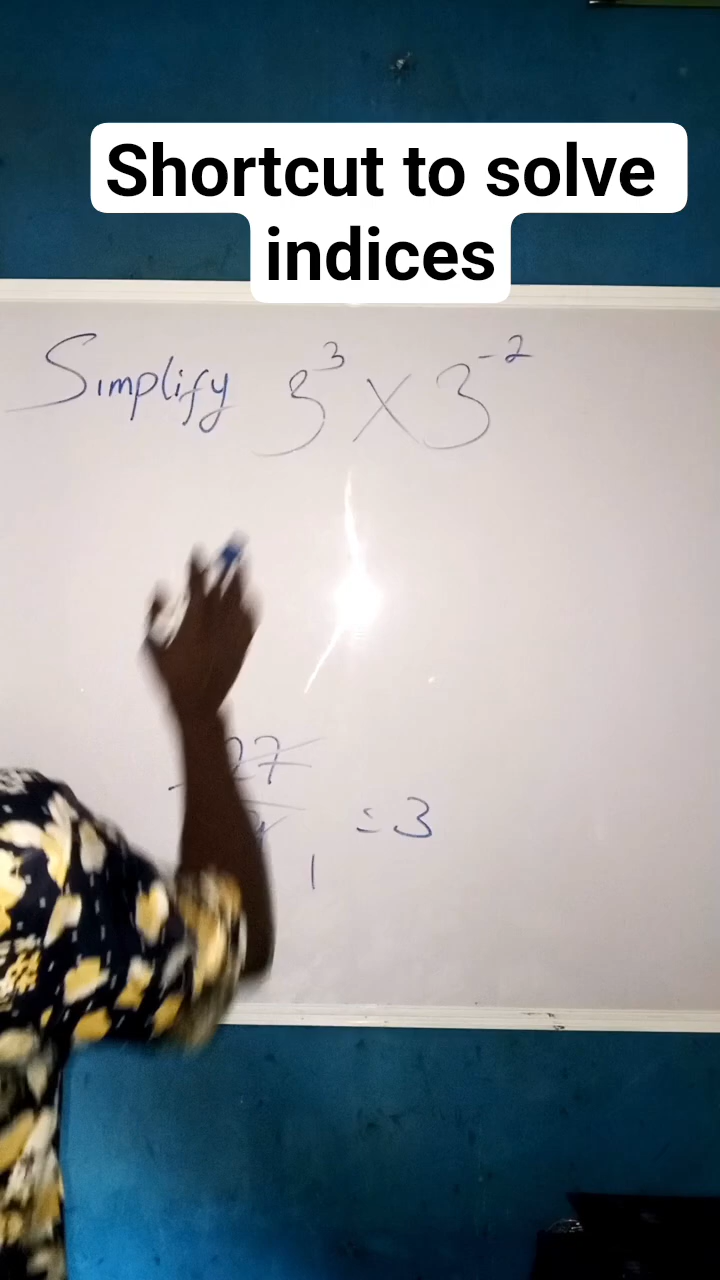 Shortcut to solve
indices
Simplify 3³ × 3⁻²
27
= 3
1